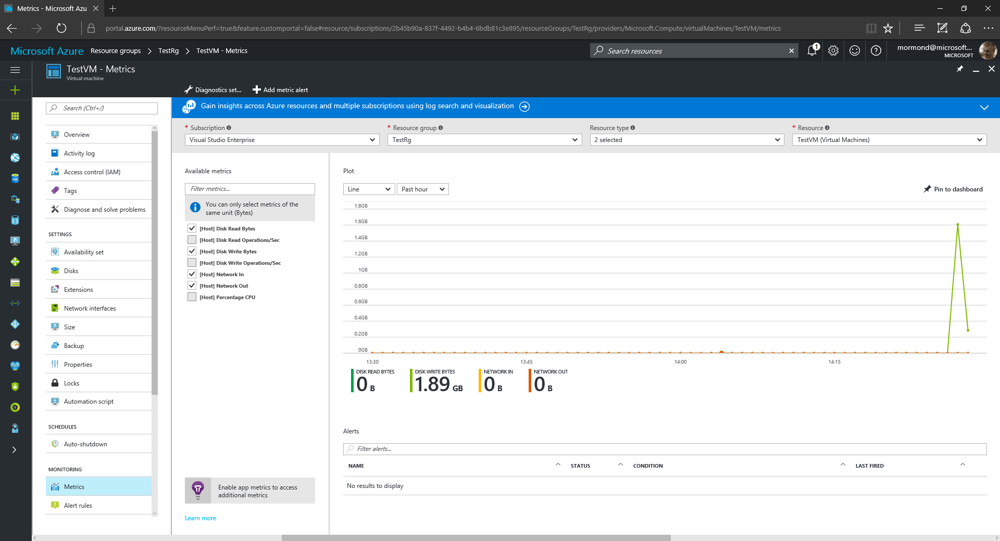 Metrics - Microsoft Azu
portal.azure.com/?resourceMenuPerf=true&feature.customportal=false#resource/subscriptions/2b45b90a-837f-4492-b4b4-6bdb81c3e895/resourceGroups/TestRg/providers/Microsoft.Compute/virtualMachines/TestVM/metrics
Microsoft Azure Resource groups > TestRg > TestVM - Metrics
Search resources
1
mormond@microsoft...
MICROSOFT
TestVM - Metrics
Virtual machine
Diagnostics set...
Add metric alert
Search (Ctrl+/)
Overview
Activity log
Access control (IAM)
Tags
Diagnose and solve problems
SETTINGS
Availability set
Disks
Extensions
Network interfaces
Size
Backup
Properties
Locks
Automation script
SCHEDULES
Auto-shutdown
MONITORING
Metrics
Alert rules
Gain insights across Azure resources and multiple subscriptions using log search and visualization
* Subscription
Visual Studio Enterprise
* Resource group
TestRg
Resource type
2 selected
* Resource
TestVM (Virtual Machines)
Available metrics
Filter metrics...
You can only select metrics of the
same unit (Bytes)
[Host] Disk Read Bytes
[Host] Disk Read Operations/Sec
[Host] Disk Write Bytes
[Host] Disk Write Operations/Sec
[Host] Network In
[Host] Network Out
[Host] Percentage CPU
Enable app metrics to access
additional metrics
Learn more
Plot
Line
Past hour
Pin to dashboard
1.8GB
1.6GB
1.4GB
1.2GB
1GB
0.8GB
0.6GB
0.4GB
0.2GB
0GB
13:30
13:45
14:00
14:15
DISK READ BYTES
0 B
DISK WRITE BYTES
1.89 GB
NETWORK IN
0 B
NETWORK OUT
0 B
Alerts
Filter alerts...
NAME
STATUS
CONDITION
LAST FIRED
No results to display